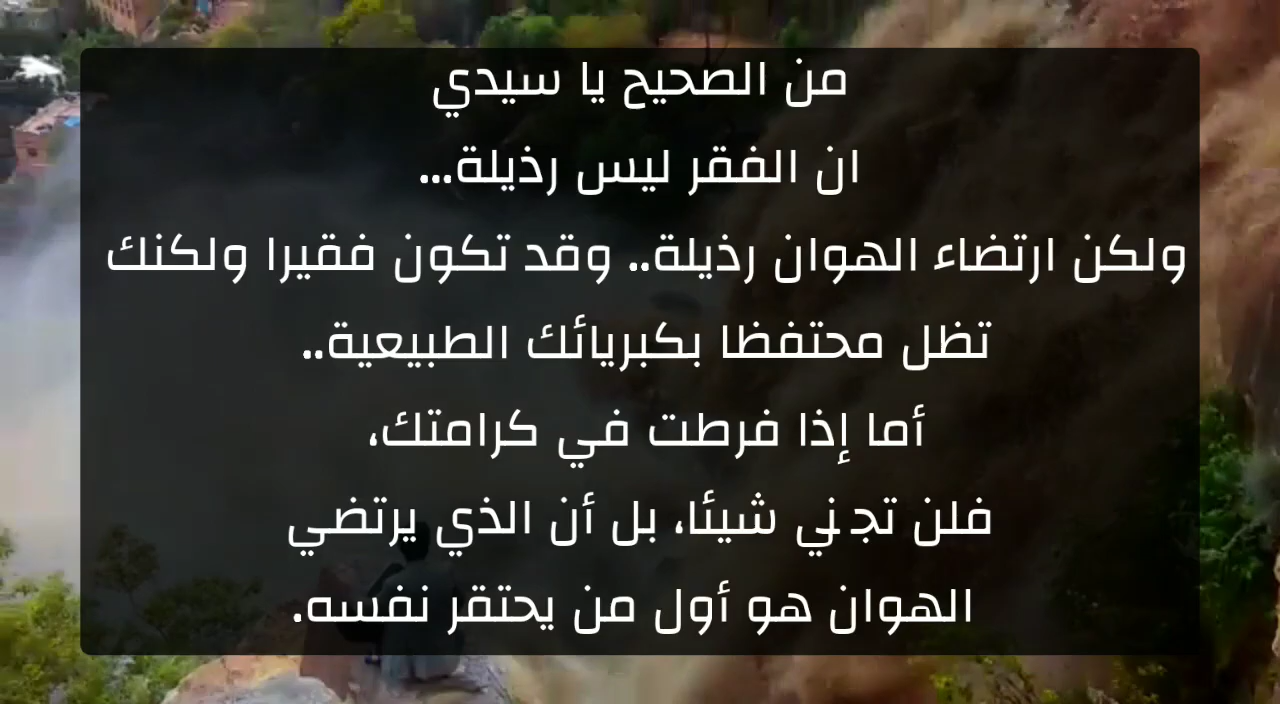 من الصحيح يا سيدي
ان الفقر ليس رذيلة...
ولكن ارتضاء الهوان رذيلة.. وقد تكون فقيرا ولكنك
تظل محتفظا بكبريائك الطبيعية..
أما إذا فرطت في كرامتك،
فلن تجني شيئا، بل أن الذي يرتضي
الهوان هو أول من يحتقر نفسه.